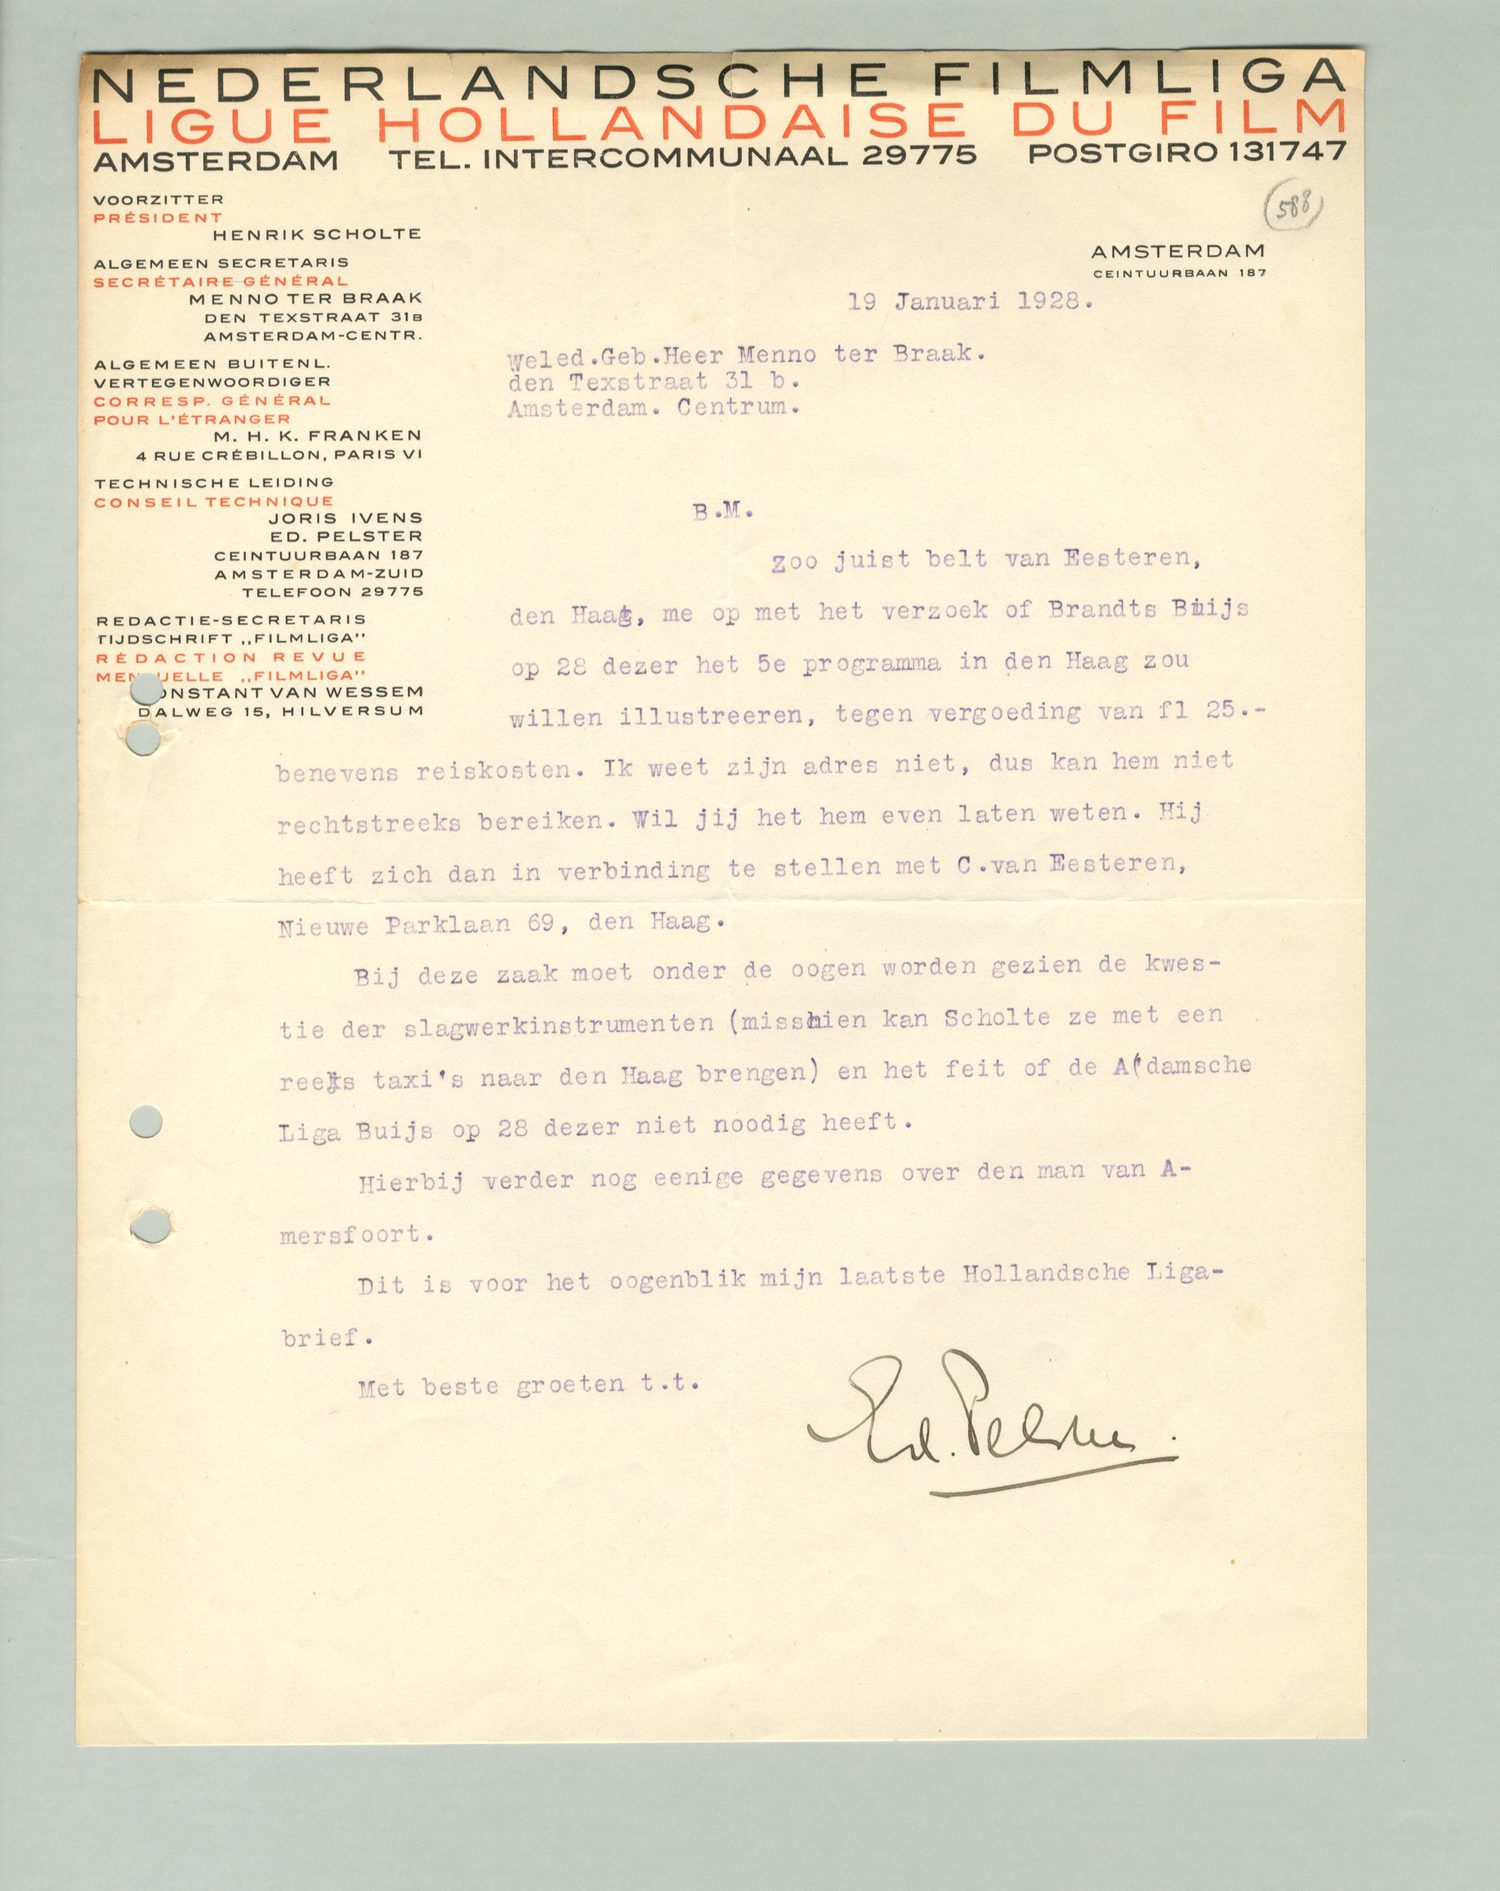 NEDERLANDSCHE FILMLIGA
LIGUE HOLLANDAISE DU FILM
AMSTERDAM TEL. INTERCOMMUNAAL 29775 POSTGIRO 131747
VOORZITTER
PRÉSIDENT
HENRIK SCHOLTE
ALGEMEEN SECRETARIS
SECRÉTAIRE GÉNÉRAL
MENNO TER BRAAK
DEN TEXSTRAAT 31B
AMSTERDAM-CENTR.
ALGEMEEN BUITENL.
VERTEGENWOORDIGER
CORRESP. GÉNÉRAL
POUR L'ÉTRANGER
M. H. K. FRANKEN
4 RUE CRÉBILLON, PARIS VI
TECHNISCHE LEIDING
CONSEIL TECHNIQUE
JORIS IVENS
ED. PELSTER
CEINTUURBAAN 187
AMSTERDAM-ZUID
TELEFOON 29775
REDACTIE-SECRETARIS
TIJDSCHRIFT „FILMLIGA"
RÉDACTION REVUE
MENSUELLE „FILMLIGA"
CONSTANT VAN WESSEM
DALWEG 15, HILVERSUM
(588)
AMSTERDAM
CEINTUURBAAN 187
19 Januari 1928.
Weled.Geb.Heer Menno ter Braak.
den Texstraat 31 b.
Amsterdam. Centrum.
B.M.
Zoo juist belt van Eesteren,
den Haag, me op met het verzoek of Brandts Buijs
op 28 dezer het 5e programma in den Haag zou
willen illustreeren, tegen vergoeding van fl 25.-
benevens reiskosten. Ik weet zijn adres niet, dus kan hem niet
rechtstreeks bereiken. Wil jij het hem even laten weten. Hij
heeft zich dan in verbinding te stellen met C.van Eesteren,
Nieuwe Parklaan 69, den Haag.
Bij deze zaak moet onder de oogen worden gezien de kwes-
tie der slagwerkinstrumenten (misschien kan Scholte ze met een
reeks taxi's naar den Haag brengen) en het feit of de A'damsche
Liga Buijs op 28 dezer niet noodig heeft.
Hierbij verder nog eenige gegevens over den man van A-
mersfoort.
Dit is voor het oogenblik mijn laatste Hollandsche Liga-
brief.
Met beste groeten t.t.
Ed. Pelster.